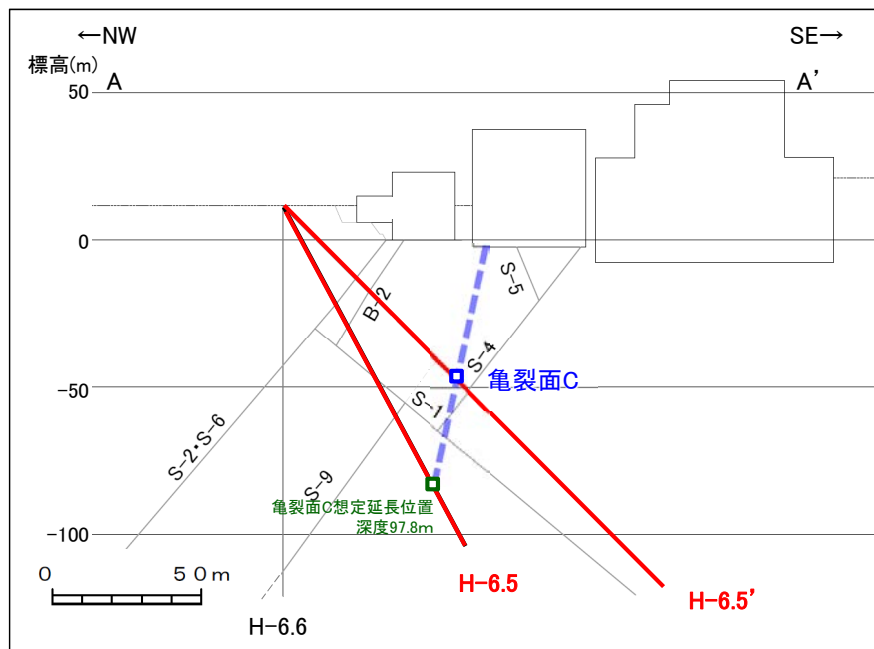 ←NW
SE→
標高(m)
A
A’
50
0
S-5
B-2
S-4
亀裂面C
-50
S-1
S-2・S-6
S-9
亀裂面C想定延長位置
深度97.8m
-100
0 50m
H-6.5
H-6.5’
H-6.6